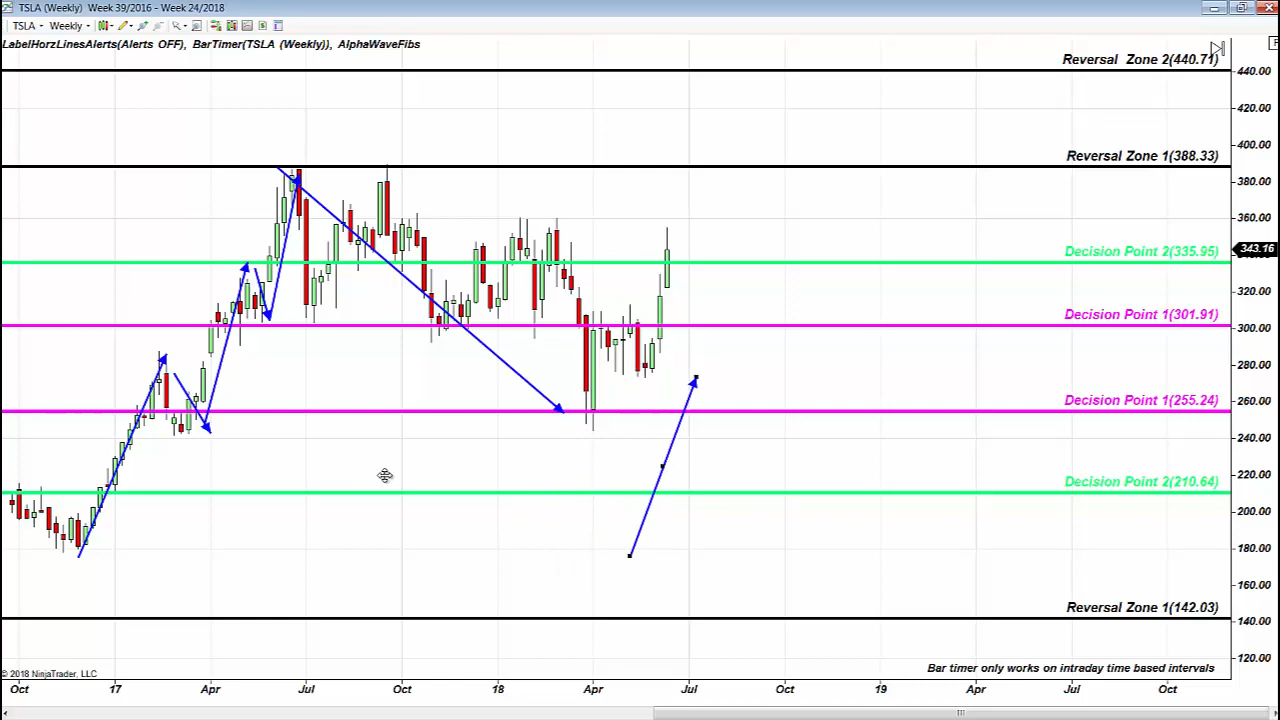 TSLA (Weekly)  Week 39/2016 - Week 24/2018
TSLA Weekly
LabelHorzLinesAlerts(Alerts OFF), BarTimer(TSLA (Weekly)), AlphaWaveFibs
Reversal Zone 2(440.71)
440.00
420.00
400.00
Reversal Zone 1(388.33)
380.00
360.00
Decision Point 2(335.95)
343.16
320.00
Decision Point 1(301.91)
300.00
280.00
Decision Point 1(255.24)
260.00
240.00
220.00
Decision Point 2(210.64)
200.00
180.00
160.00
Reversal Zone 1(142.03)
140.00
120.00
© 2018 NinjaTrader, LLC
Bar timer only works on intraday time based intervals
Oct 17 Apr Jul Oct 18 Apr Jul Oct 19 Apr Jul Oct